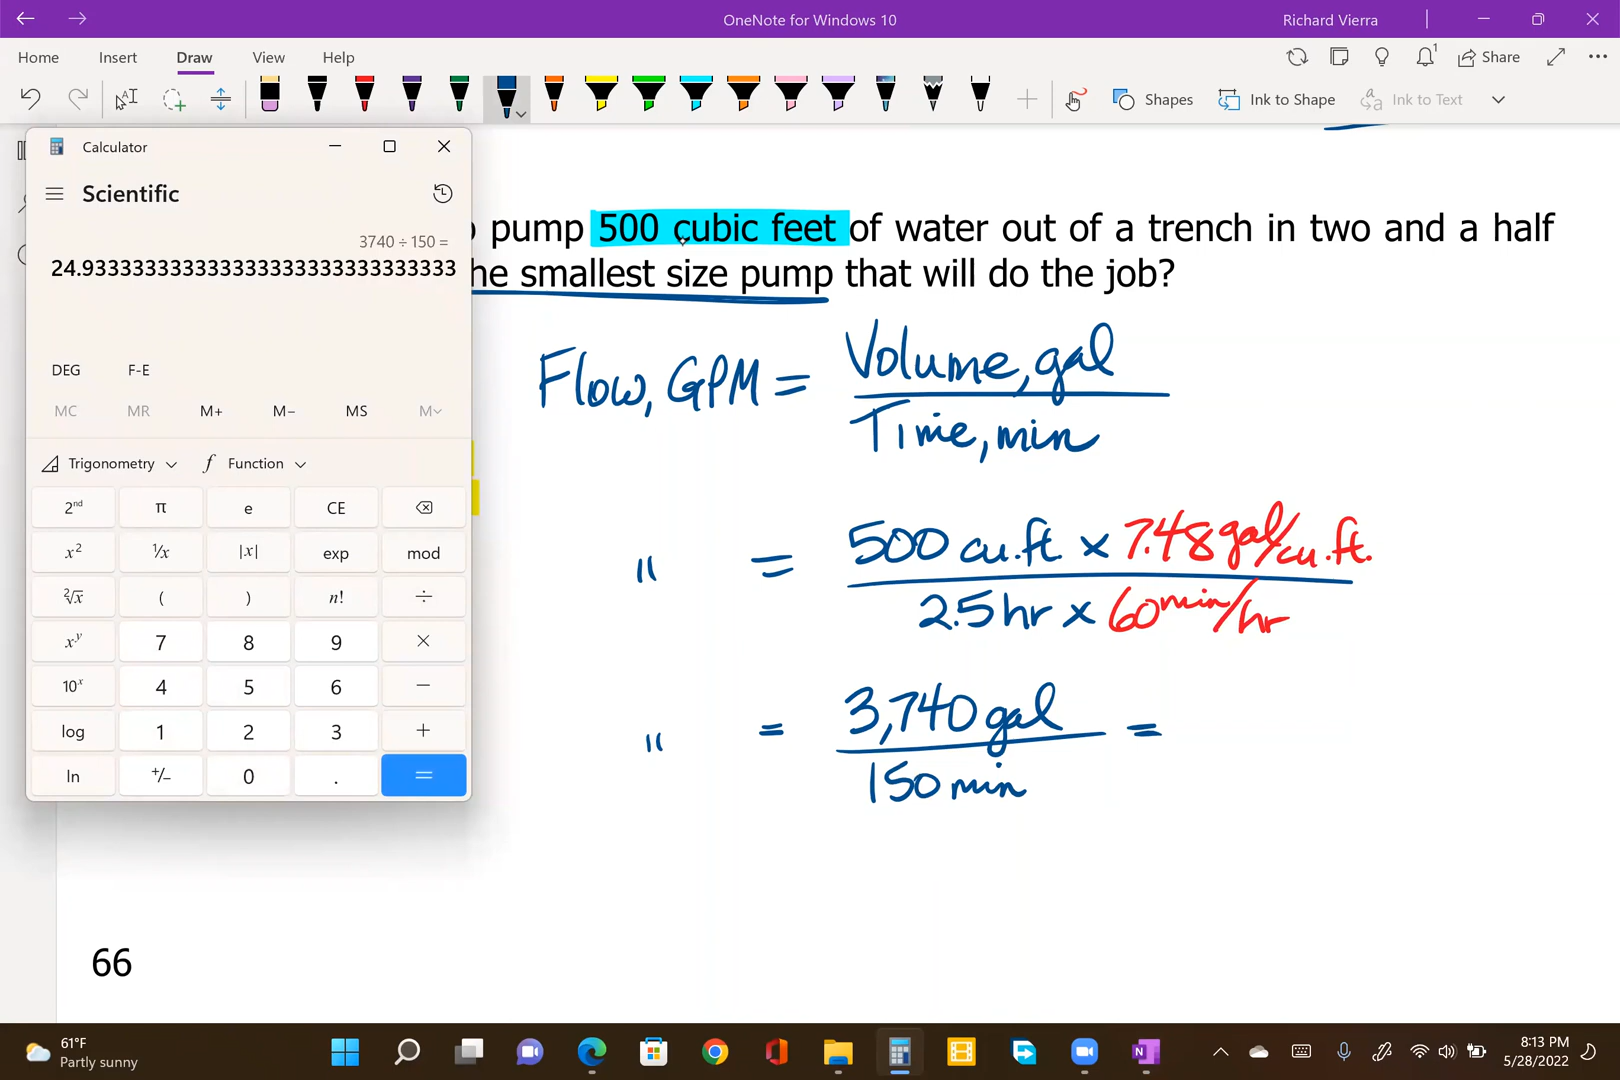 OneNote for Windows 10
Richard Vierra
Home Insert Draw View Help
1
Share
Shapes
Ink to Shape
Ink to Text
Calculator
Scientific
3740 ÷ 150 =
24.933333333333333333333333333333
DEG F-E
MC MR M+ M− MS M
Trigonometry
f Function
2nd π e CE
x² ¹/x |x| exp mod
²√x ( ) n! ÷
xʸ 7 8 9 ×
10ˣ 4 5 6 −
log 1 2 3 +
ln +/− 0 . =
pump 500 cubic feet of water out of a trench in two and a half
he smallest size pump that will do the job?
Flow, GPM = Volume, gal
Time, min
" = 500 cu.ft × 7.48 gal/cu.ft.
2.5 hr × 60 min/hr
" = 3,740 gal =
150 min
66
61°F
Partly sunny
8:13 PM
5/28/2022